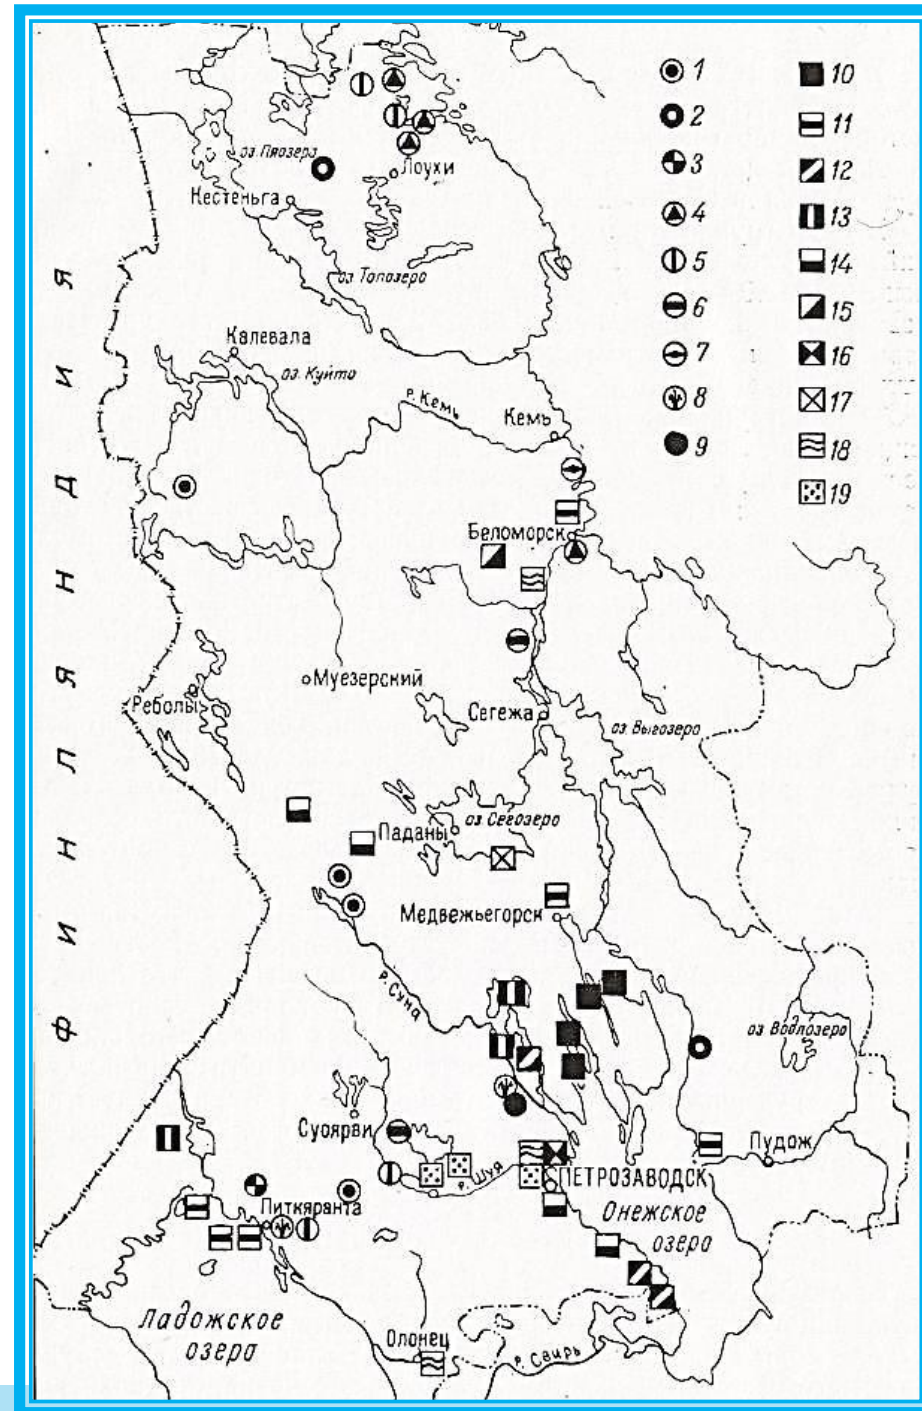 1
2
3
4
5
6
7
8
9
10
11
12
13
14
15
16
17
18
19
оз. Пяозеро
Лоухи
Кестеньга
оз. Топозеро
Калевала
оз. Куйто
р. Кемь
Кемь
Беломорск
Муезерский
Реболы
Сегежа
оз. Выгозеро
ФИНЛЯНДИЯ
Паданы
оз. Сегозеро
Медвежьегорск
р. Суна
оз. Водлозеро
Суоярви
р. Шуя
Пудож
ПЕТРОЗАВОДСК
Питкяранта
Онежское
озеро
Ладожское
озеро
Олонец
р. Свирь